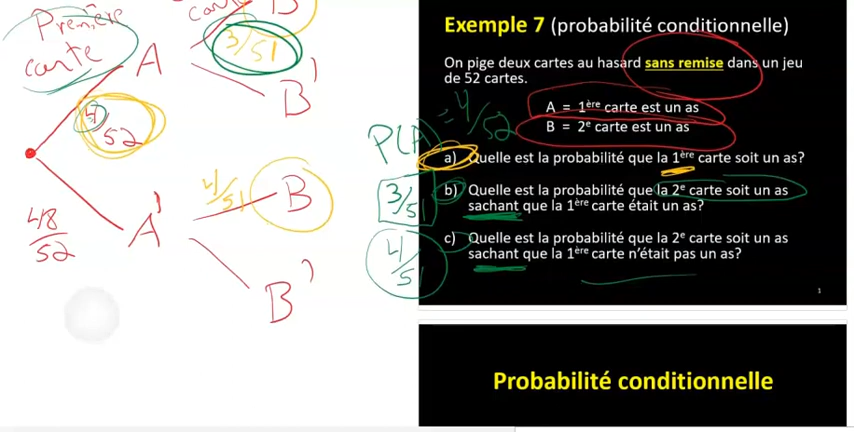 Première
carte
A
4/
52
48
52
A'
carte
B
3/51
B'
4/51
B
B'
P(A) = 4/52
3/51
4/51
Exemple 7 (probabilité conditionnelle)
On pige deux cartes au hasard sans remise dans un jeu
de 52 cartes.
A = 1ère carte est un as
B = 2e carte est un as
a) Quelle est la probabilité que la 1ère carte soit un as?
b) Quelle est la probabilité que la 2e carte soit un as
sachant que la 1ère carte était un as?
c) Quelle est la probabilité que la 2e carte soit un as
sachant que la 1ère carte n'était pas un as?
1
Probabilité conditionnelle